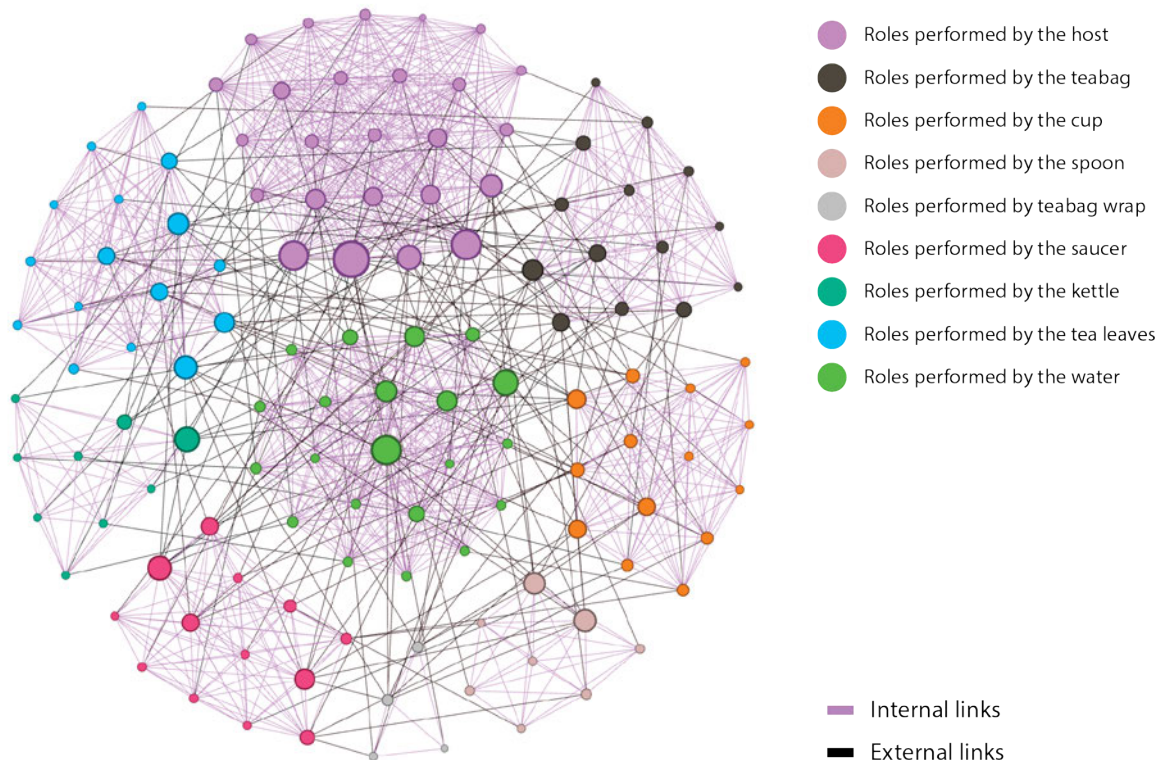 Roles performed by the host
Roles performed by the teabag
Roles performed by the cup
Roles performed by the spoon
Roles performed by teabag wrap
Roles performed by the saucer
Roles performed by the kettle
Roles performed by the tea leaves
Roles performed by the water
Internal links
External links